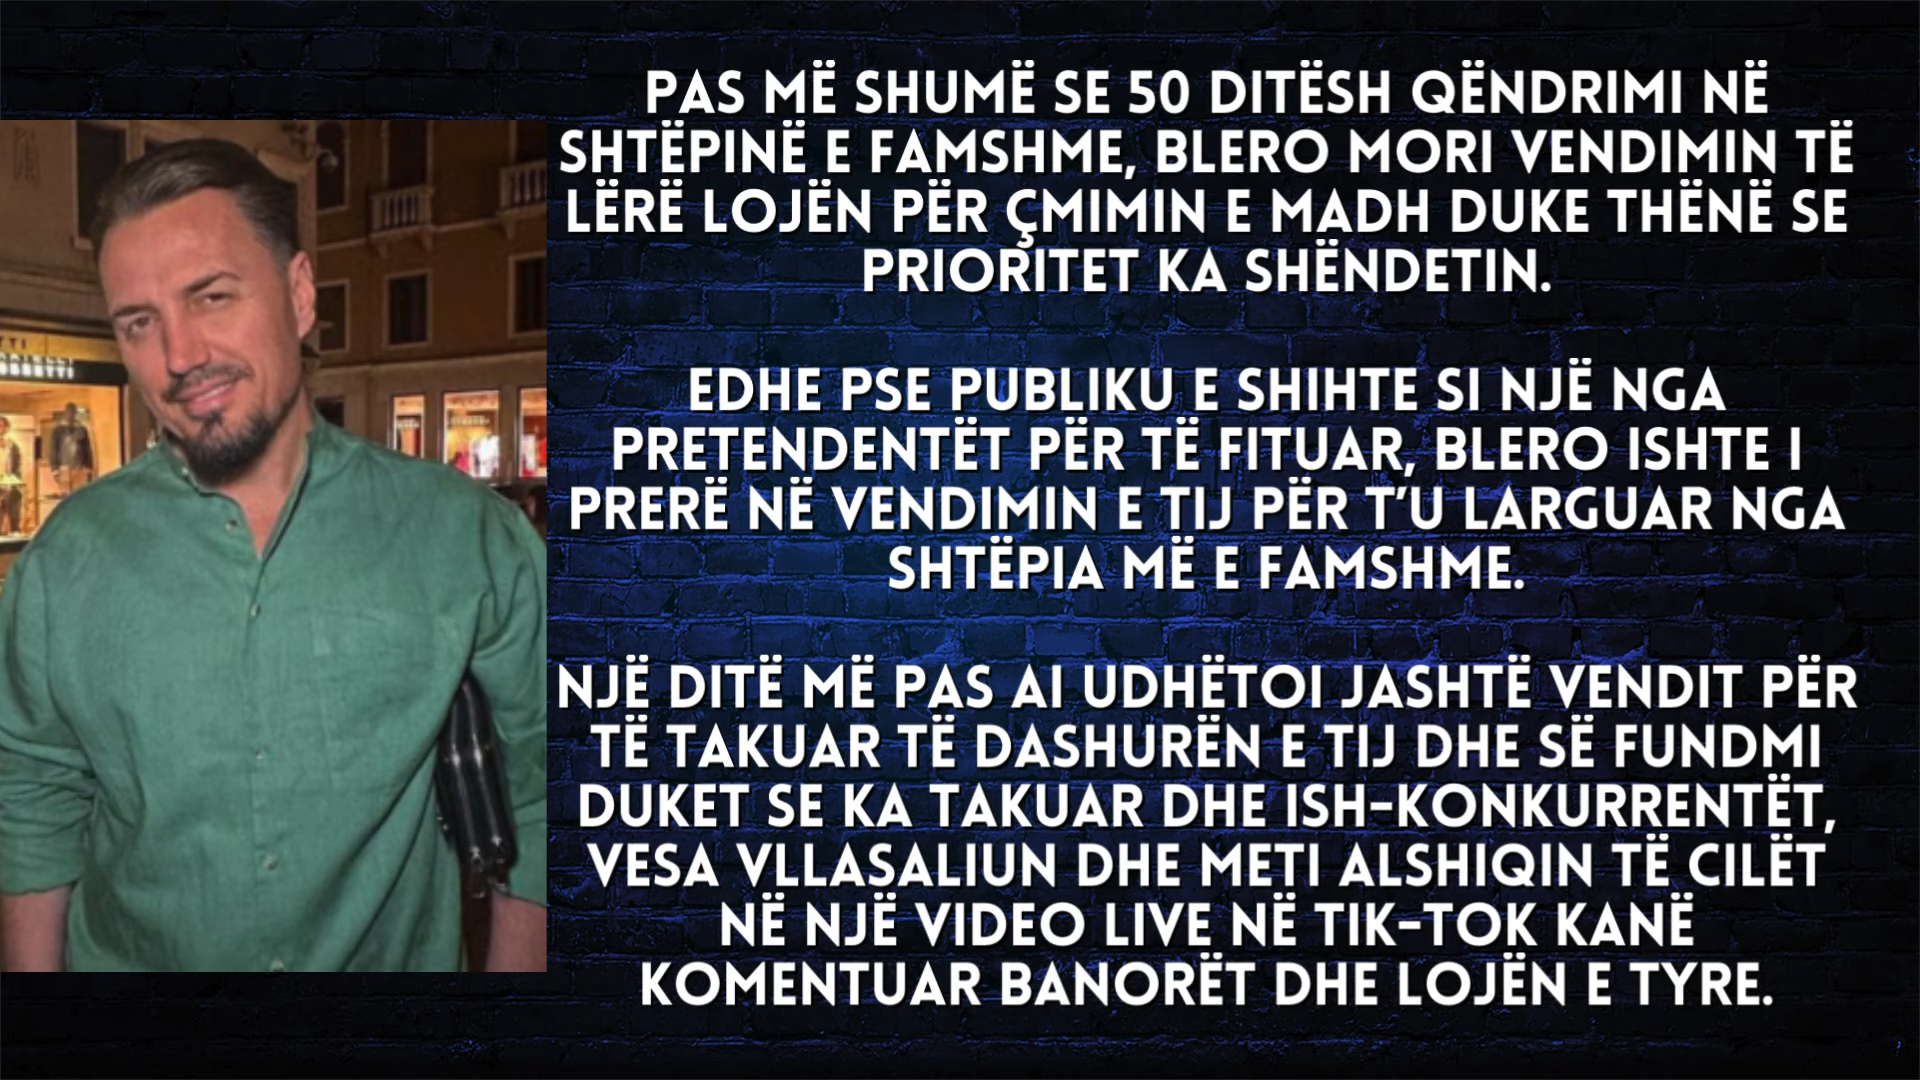 PAS MË SHUMË SE 50 DITËSH QËNDRIMI NË
SHTËPINË E FAMSHME, BLERO MORI VENDIMIN TË
LËRË LOJËN PËR ÇMIMIN E MADH DUKE THËNË SE
PRIORITET KA SHËNDETIN.
EDHE PSE PUBLIKU E SHIHTE SI NJË NGA
PRETENDENTËT PËR TË FITUAR, BLERO ISHTE I
PRERË NË VENDIMIN E TIJ PËR T'U LARGUAR NGA
SHTËPIA MË E FAMSHME.
NJË DITË MË PAS AI UDHËTOI JASHTË VENDIT PËR
TË TAKUAR TË DASHURËN E TIJ DHE SË FUNDMI
DUKET SE KA TAKUAR DHE ISH-KONKURRENTËT,
VESA VLLASALIUN DHE METI ALSHIQIN TË CILËT
NË NJË VIDEO LIVE NË TIK-TOK KANË
KOMENTUAR BANORËT DHE LOJËN E TYRE.